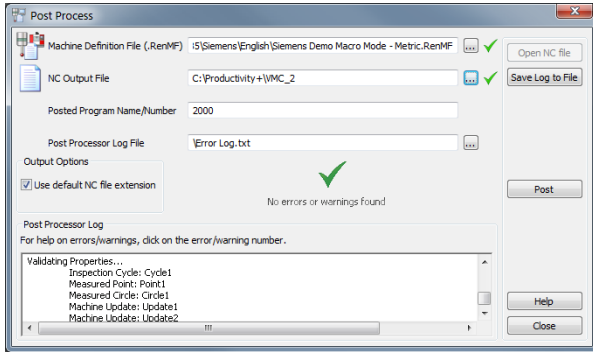 Post Process
Machine Definition File (.RenMF) i5\Siemens\English\Siemens Demo Macro Mode - Metric.RenMF ... Open NC file
NC Output File C:\Productivity+\VMC_2 ... Save Log to File
Posted Program Name/Number 2000
Post Processor Log File \Error Log.txt ...
Output Options
Use default NC file extension Post
No errors or warnings found
Post Processor Log
For help on errors/warnings, click on the error/warning number.
Validating Properties...
Inspection Cycle: Cycle1
Measured Point: Point1
Measured Circle: Circle1
Machine Update: Update1
Machine Update: Update2
Help
Close